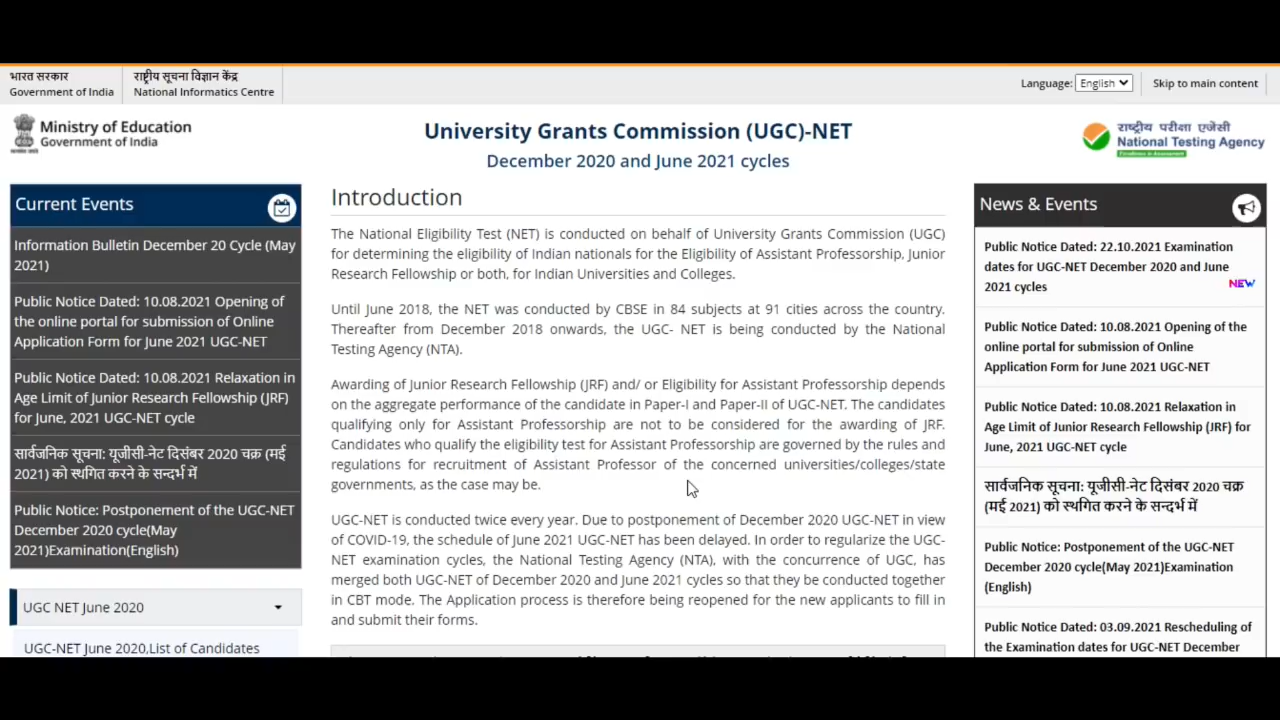 भारत सरकार
Government of India
राष्ट्रीय सूचना विज्ञान केंद्र
National Informatics Centre
Language: English
Skip to main content
Ministry of Education
Government of India
University Grants Commission (UGC)-NET
December 2020 and June 2021 cycles
राष्ट्रीय परीक्षा एजेंसी
National Testing Agency
Current Events
Information Bulletin December 20 Cycle (May
2021)
Public Notice Dated: 10.08.2021 Opening of
the online portal for submission of Online
Application Form for June 2021 UGC-NET
Public Notice Dated: 10.08.2021 Relaxation in
Age Limit of Junior Research Fellowship (JRF)
for June, 2021 UGC-NET cycle
सार्वजनिक सूचना: यूजीसी-नेट दिसंबर 2020 चक्र (मई
2021) को स्थगित करने के सन्दर्भ में
Public Notice: Postponement of the UGC-NET
December 2020 cycle(May
2021)Examination(English)
UGC NET June 2020
UGC-NET June 2020,List of Candidates
Introduction
The National Eligibility Test (NET) is conducted on behalf of University Grants Commission (UGC)
for determining the eligibility of Indian nationals for the Eligibility of Assistant Professorship, Junior
Research Fellowship or both, for Indian Universities and Colleges.
Until June 2018, the NET was conducted by CBSE in 84 subjects at 91 cities across the country.
Thereafter from December 2018 onwards, the UGC- NET is being conducted by the National
Testing Agency (NTA).
Awarding of Junior Research Fellowship (JRF) and/ or Eligibility for Assistant Professorship depends
on the aggregate performance of the candidate in Paper-I and Paper-II of UGC-NET. The candidates
qualifying only for Assistant Professorship are not to be considered for the awarding of JRF.
Candidates who qualify the eligibility test for Assistant Professorship are governed by the rules and
regulations for recruitment of Assistant Professor of the concerned universities/colleges/state
governments, as the case may be.
UGC-NET is conducted twice every year. Due to postponement of December 2020 UGC-NET in view
of COVID-19, the schedule of June 2021 UGC-NET has been delayed. In order to regularize the UGC-
NET examination cycles, the National Testing Agency (NTA), with the concurrence of UGC, has
merged both UGC-NET of December 2020 and June 2021 cycles so that they be conducted together
in CBT mode. The Application process is therefore being reopened for the new applicants to fill in
and submit their forms.
News & Events
Public Notice Dated: 22.10.2021 Examination
dates for UGC-NET December 2020 and June
2021 cycles
NEW
Public Notice Dated: 10.08.2021 Opening of the
online portal for submission of Online
Application Form for June 2021 UGC-NET
Public Notice Dated: 10.08.2021 Relaxation in
Age Limit of Junior Research Fellowship (JRF) for
June, 2021 UGC-NET cycle
सार्वजनिक सूचना: यूजीसी-नेट दिसंबर 2020 चक्र
(मई 2021) को स्थगित करने के सन्दर्भ में
Public Notice: Postponement of the UGC-NET
December 2020 cycle(May 2021)Examination
(English)
Public Notice Dated: 03.09.2021 Rescheduling of
the Examination dates for UGC-NET December